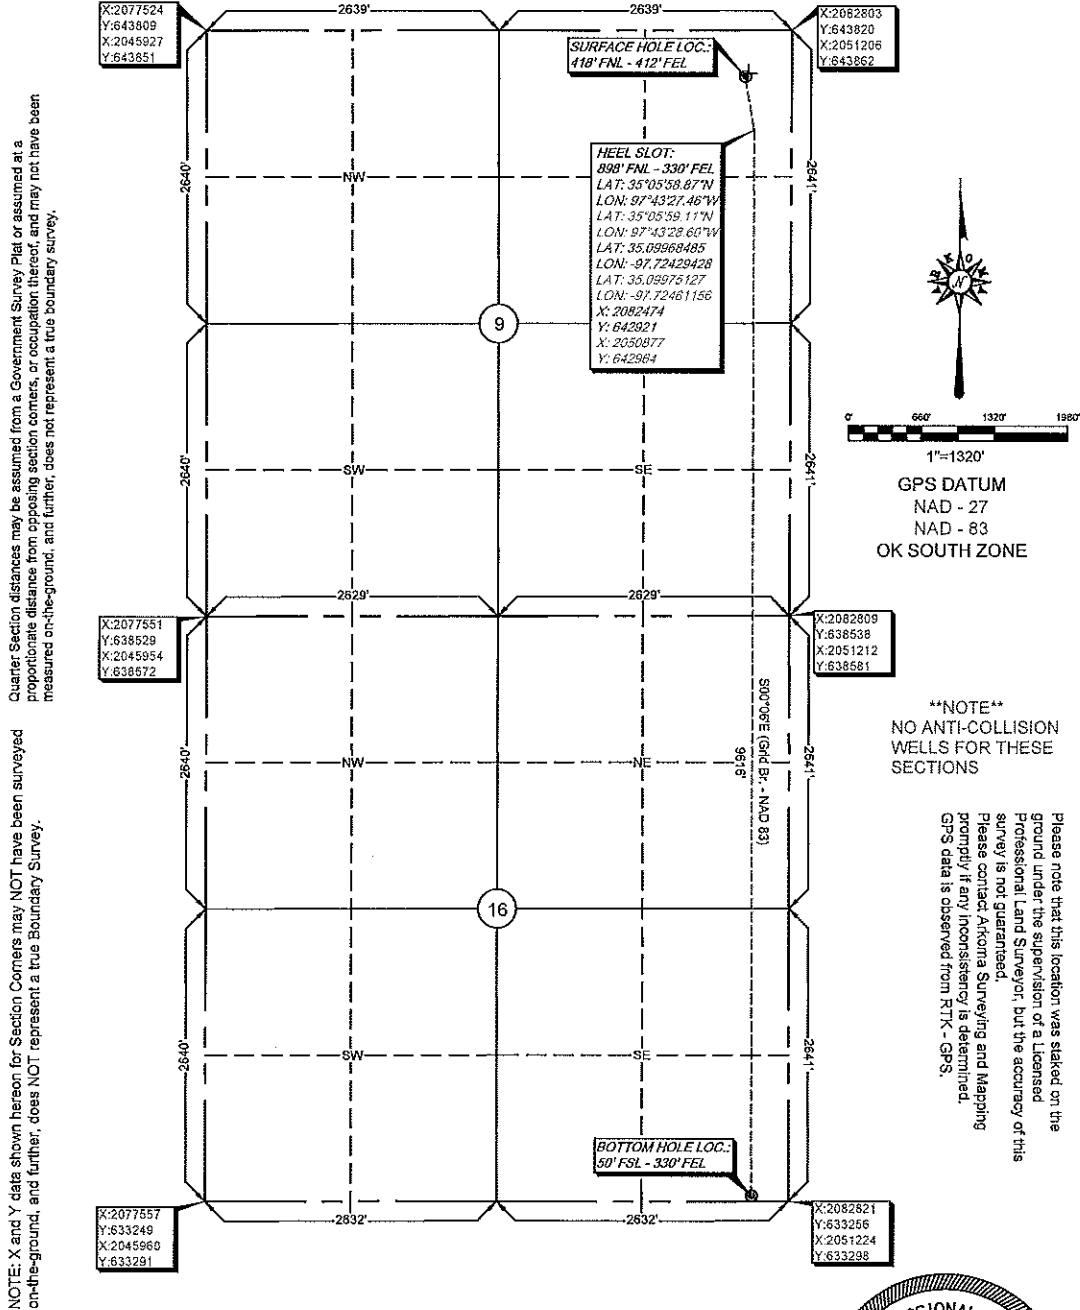 X:2077524
Y:643809
X:2045927
Y:643851
2639'
2639'
X:2082803
Y:643820
X:2051206
Y:643862
SURFACE HOLE LOC.:
418' FNL - 412' FEL
HEEL SLOT:
898' FNL - 330' FEL
LAT: 35°05'58.87"N
LON: 97°43'27.46"W
LAT: 35°05'59.11"N
LON: 97°43'28.60"W
LAT: 35.09968485
LON: -97.72429428
LAT: 35.09975127
LON: -97.72461156
X: 2082474
Y: 642921
X: 2050877
Y: 642964
2640'
NW
2641'
9
2640'
SW
SE
2641'
ARKOMA
N
0' 660' 1320' 1980'
1"=1320'
GPS DATUM
NAD - 27
NAD - 83
OK SOUTH ZONE
X:2077551
Y:638529
X:2045954
Y:638572
2629'
2629'
X:2082809
Y:638538
X:2051212
Y:638581
S00°06'E (Grid Br. - NAD 83)
9616'
2640'
NW
NE
2641'
16
2640'
SW
SE
2641'
**NOTE**
NO ANTI-COLLISION
WELLS FOR THESE
SECTIONS
Please note that this location was staked on the
ground under the supervision of a Licensed
Professional Land Surveyor, but the accuracy of this
survey is not guaranteed.
Please contact Arkoma Surveying and Mapping
promptly if any inconsistency is determined.
GPS data is observed from RTK - GPS.
BOTTOM HOLE LOC.:
50' FSL - 330' FEL
X:2077557
Y:633249
X:2045960
Y:633291
2632'
2632'
X:2082821
Y:633256
X:2051224
Y:633298
Quarter Section distances may be assumed from a Government Survey Plat or assumed at a
proportionate distance from opposing section corners, or occupation thereof, and may not have been
measured on-the-ground, and further, does not represent a true boundary survey.
NOTE: X and Y data shown hereon for Section Corners may NOT have been surveyed
on-the-ground, and further, does NOT represent a true Boundary Survey.